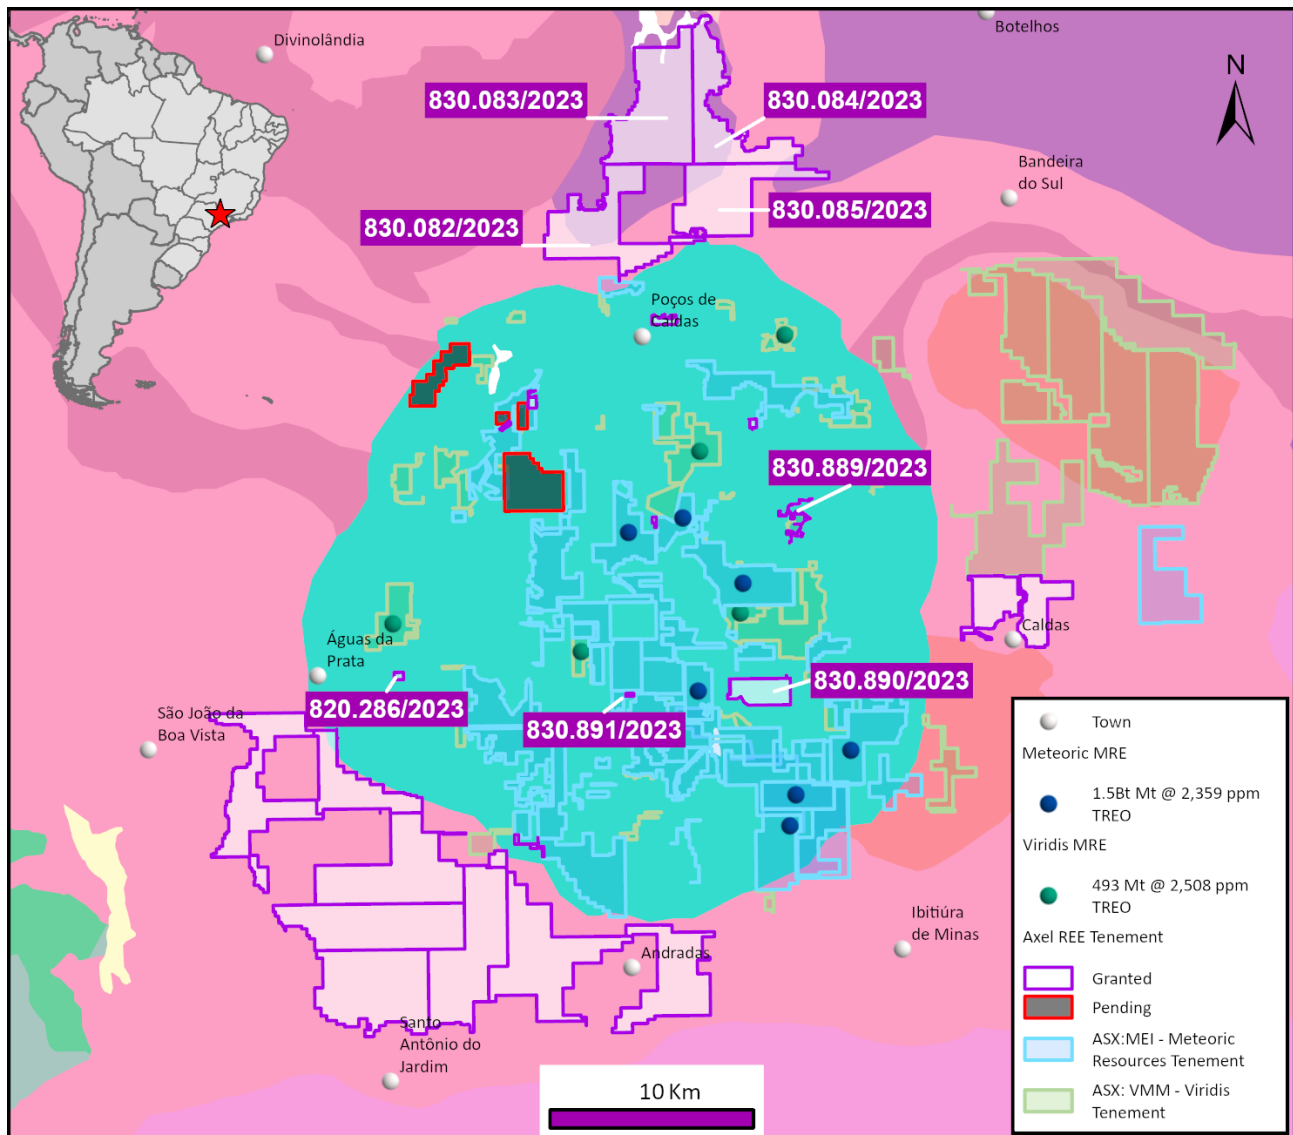 Divinolândia
Botelhos
N
830.083/2023
830.084/2023
Bandeira
do Sul
830.082/2023
830.085/2023
Poços de
Caldas
830.889/2023
Caldas
Águas da
Prata
820.286/2023
830.891/2023
830.890/2023
São João da
Boa Vista
Andradas
Ibitiúra
de Minas
Santo
Antônio do
Jardim
10 Km
Town
Meteoric MRE
1.5Bt Mt @ 2,359 ppm
TREO
Viridis MRE
493 Mt @ 2,508 ppm
TREO
Axel REE Tenement
Granted
Pending
ASX:MEI - Meteoric
Resources Tenement
ASX: VMM - Viridis
Tenement